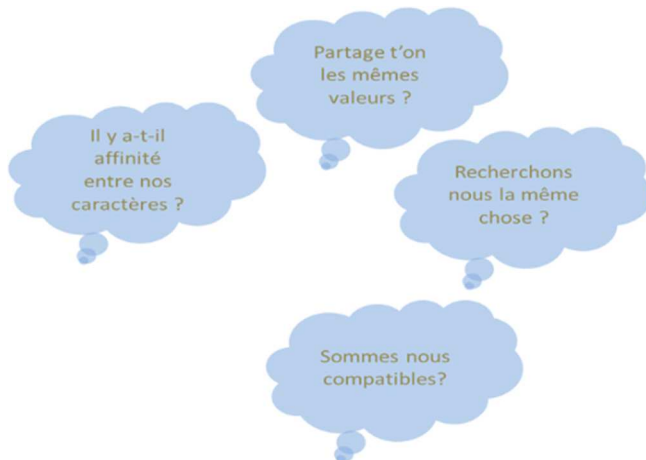 Partage t'on
les mêmes
valeurs ?
Il y a-t-il
affinité
entre nos
caractères ?
Recherchons
nous la même
chose ?
Sommes nous
compatibles?